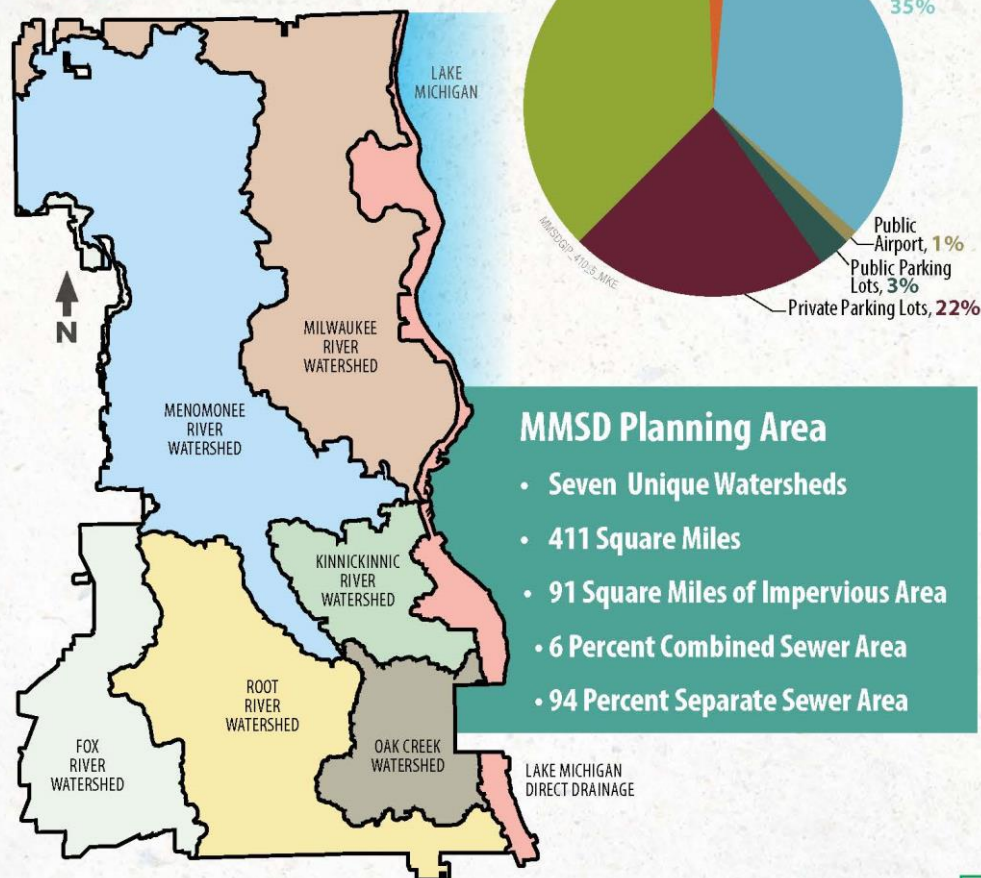 35%
LAKE
MICHIGAN
Public
Airport, 1%
Public Parking
Lots, 3%
Private Parking Lots, 22%
MMSDGIP_410.5_MKE
N
MILWAUKEE
RIVER
WATERSHED
MENOMONEE
RIVER
WATERSHED
MMSD Planning Area
• Seven Unique Watersheds
• 411 Square Miles
• 91 Square Miles of Impervious Area
• 6 Percent Combined Sewer Area
• 94 Percent Separate Sewer Area
KINNICKINNIC
RIVER
WATERSHED
ROOT
RIVER
WATERSHED
FOX
RIVER
WATERSHED
OAK CREEK
WATERSHED
LAKE MICHIGAN
DIRECT DRAINAGE